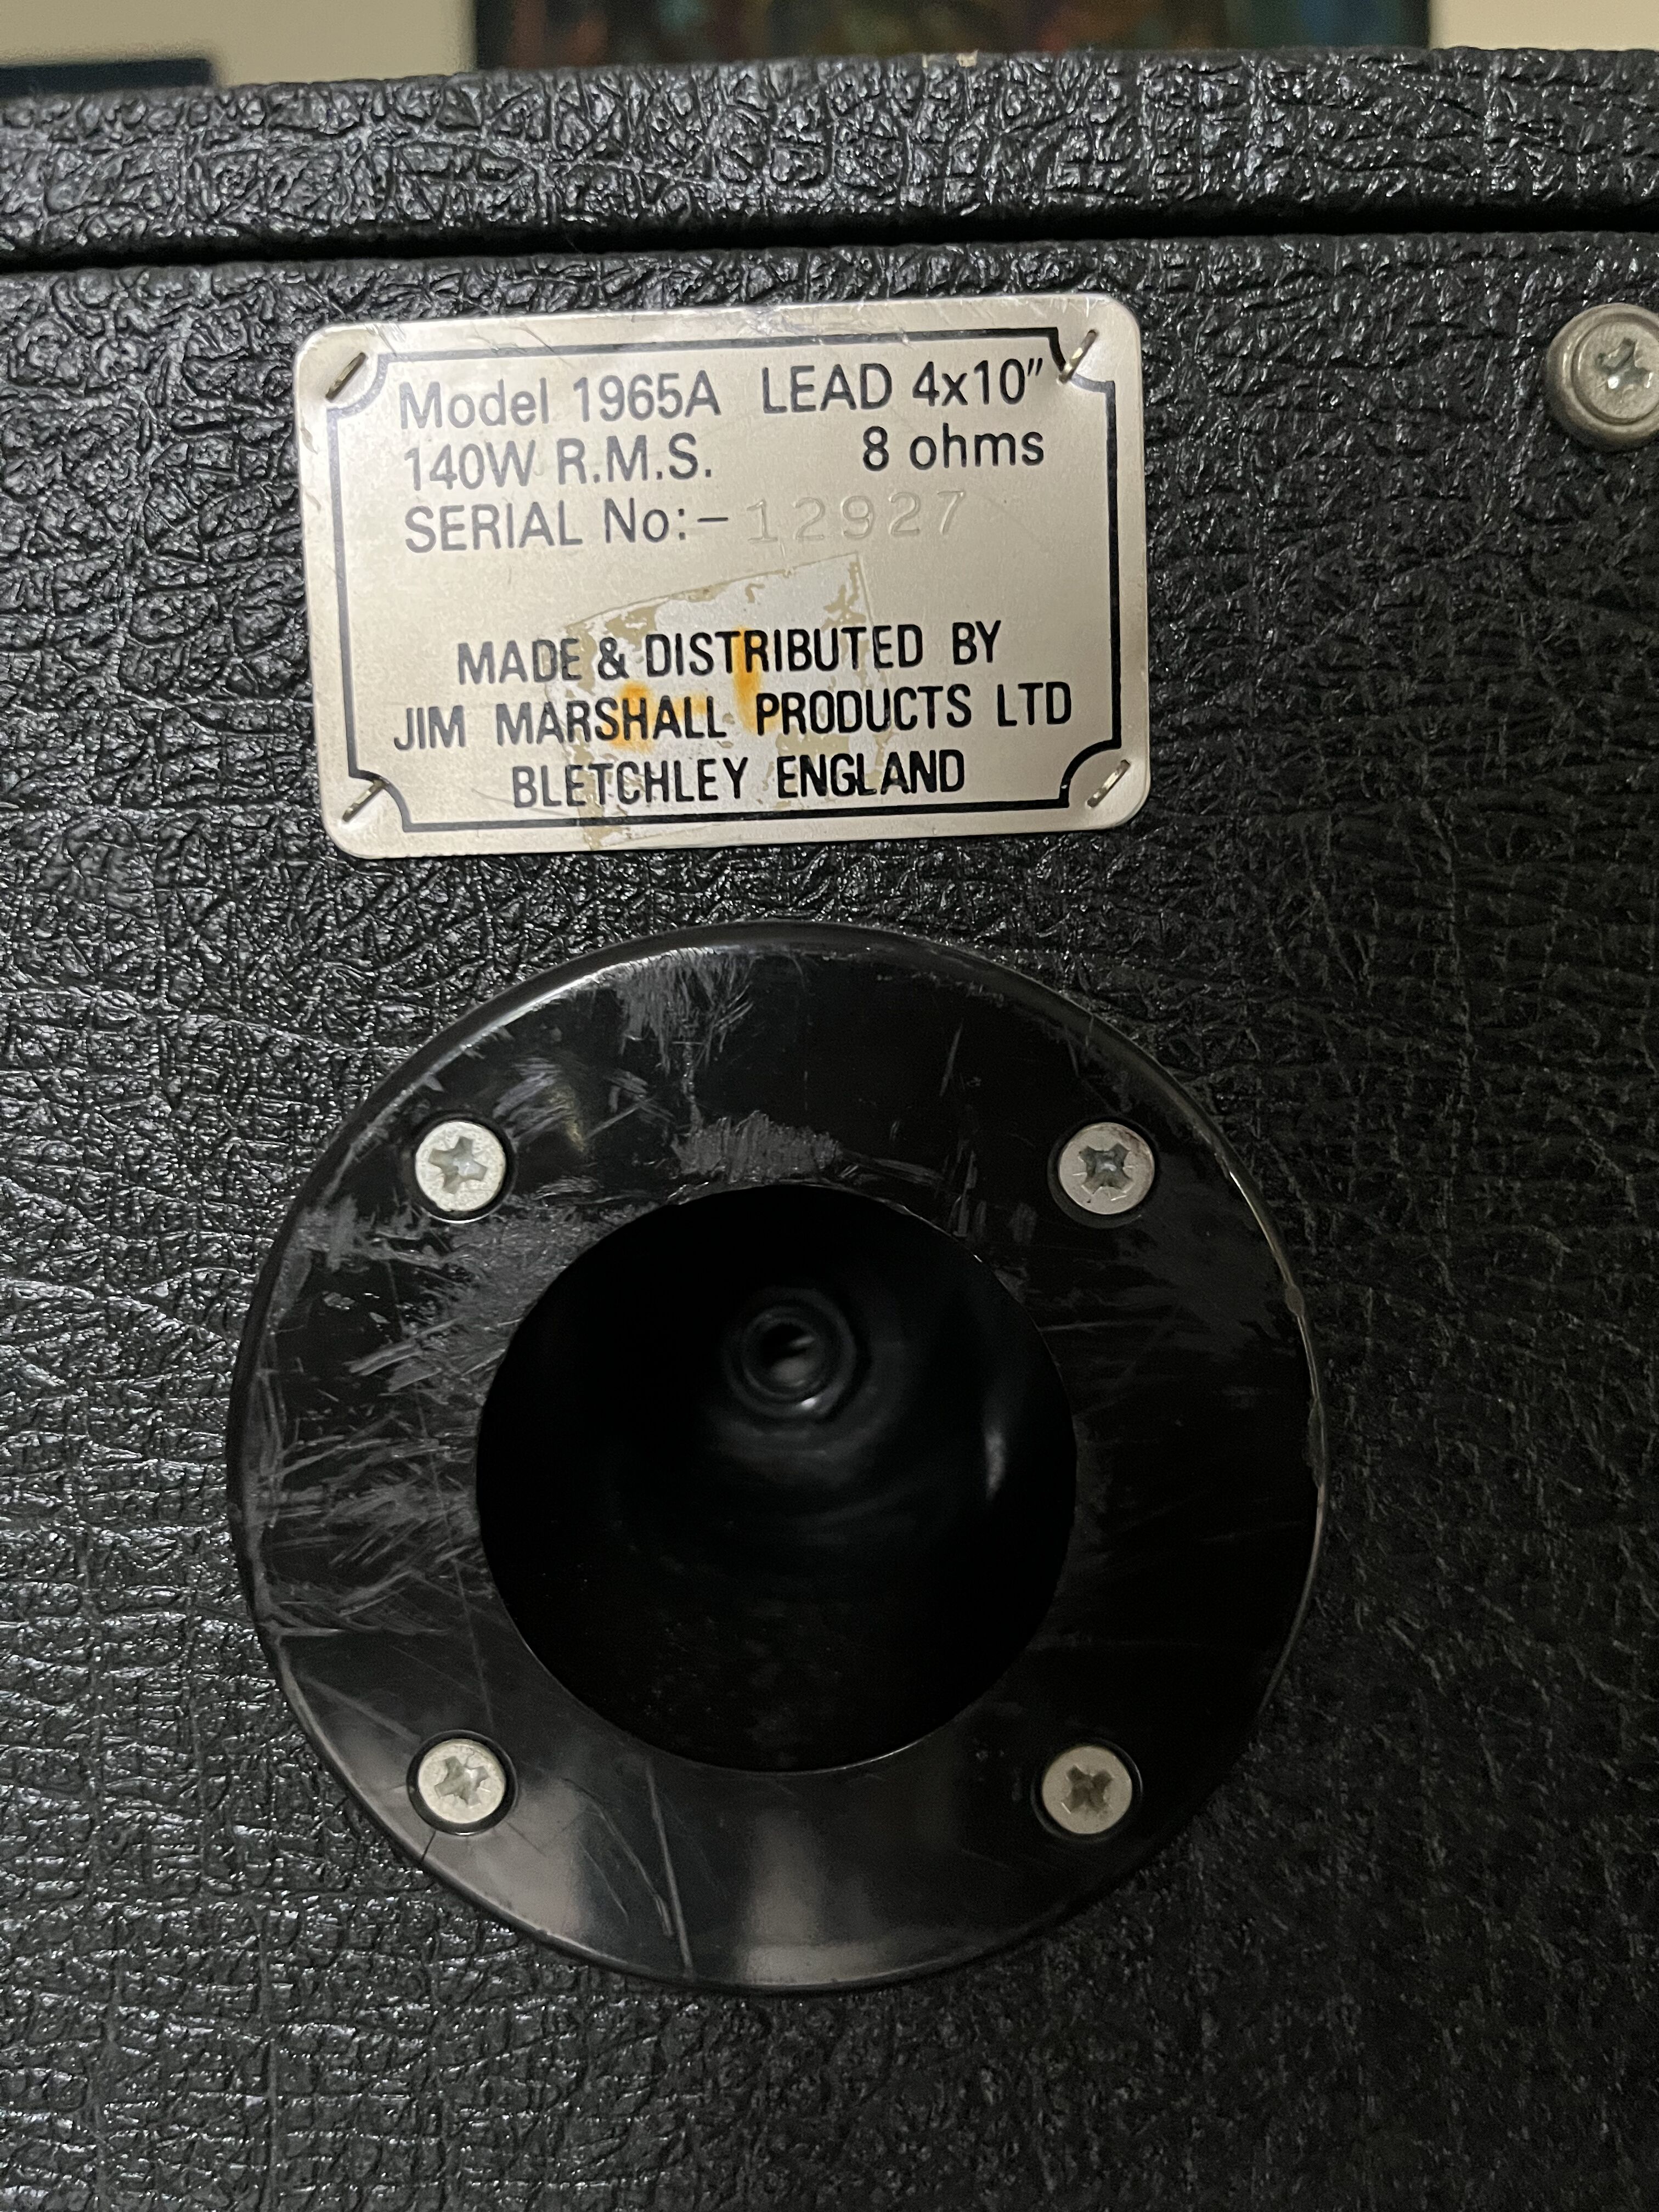 Model 1965A LEAD 4x10"
140W R.M.S. 8 ohms
SERIAL No:- 12927
MADE & DISTRIBUTED BY
JIM MARSHALL PRODUCTS LTD
BLETCHLEY ENGLAND